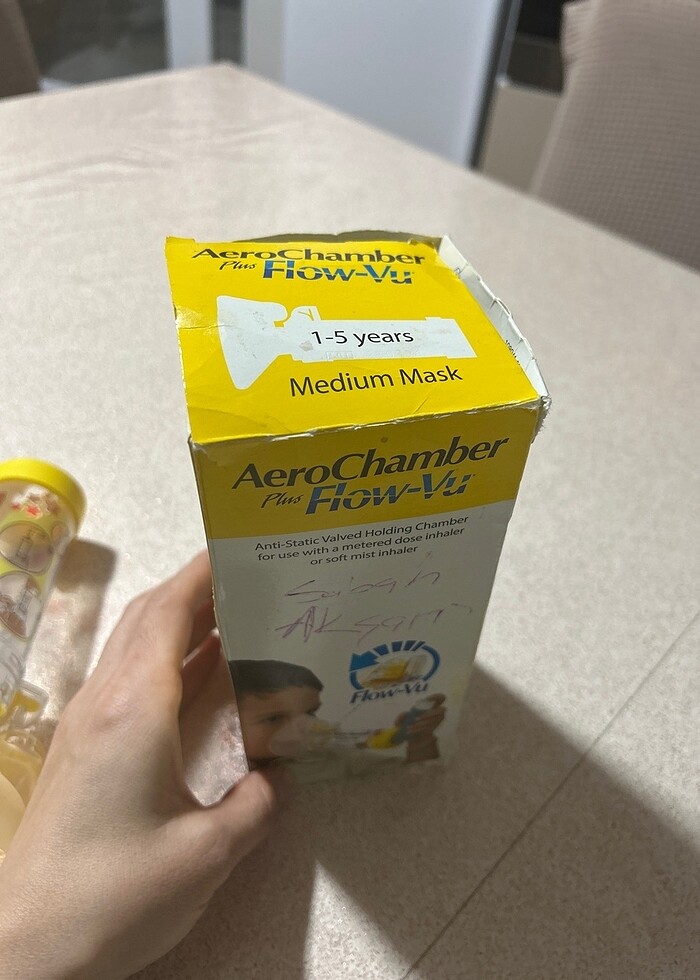 AeroChamber
Plus Flow-Vu
1-5 years
Medium Mask
AeroChamber
Plus Flow-Vu
Anti-Static Valved Holding Chamber
for use with a metered dose inhaler
or soft mist inhaler
Sabah
Flow-Vu